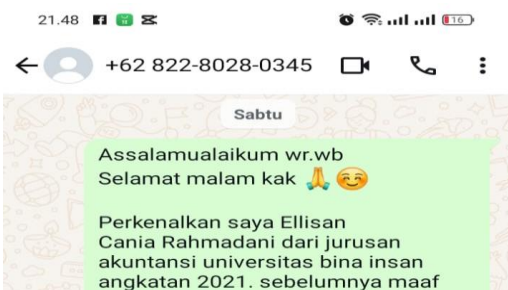 21.48
16
+62 822-8028-0345
Sabtu
Assalamualaikum wr.wb
Selamat malam kak 🙏😊
Perkenalkan saya Ellisan
Cania Rahmadani dari jurusan
akuntansi universitas bina insan
angkatan 2021. sebelumnya maaf